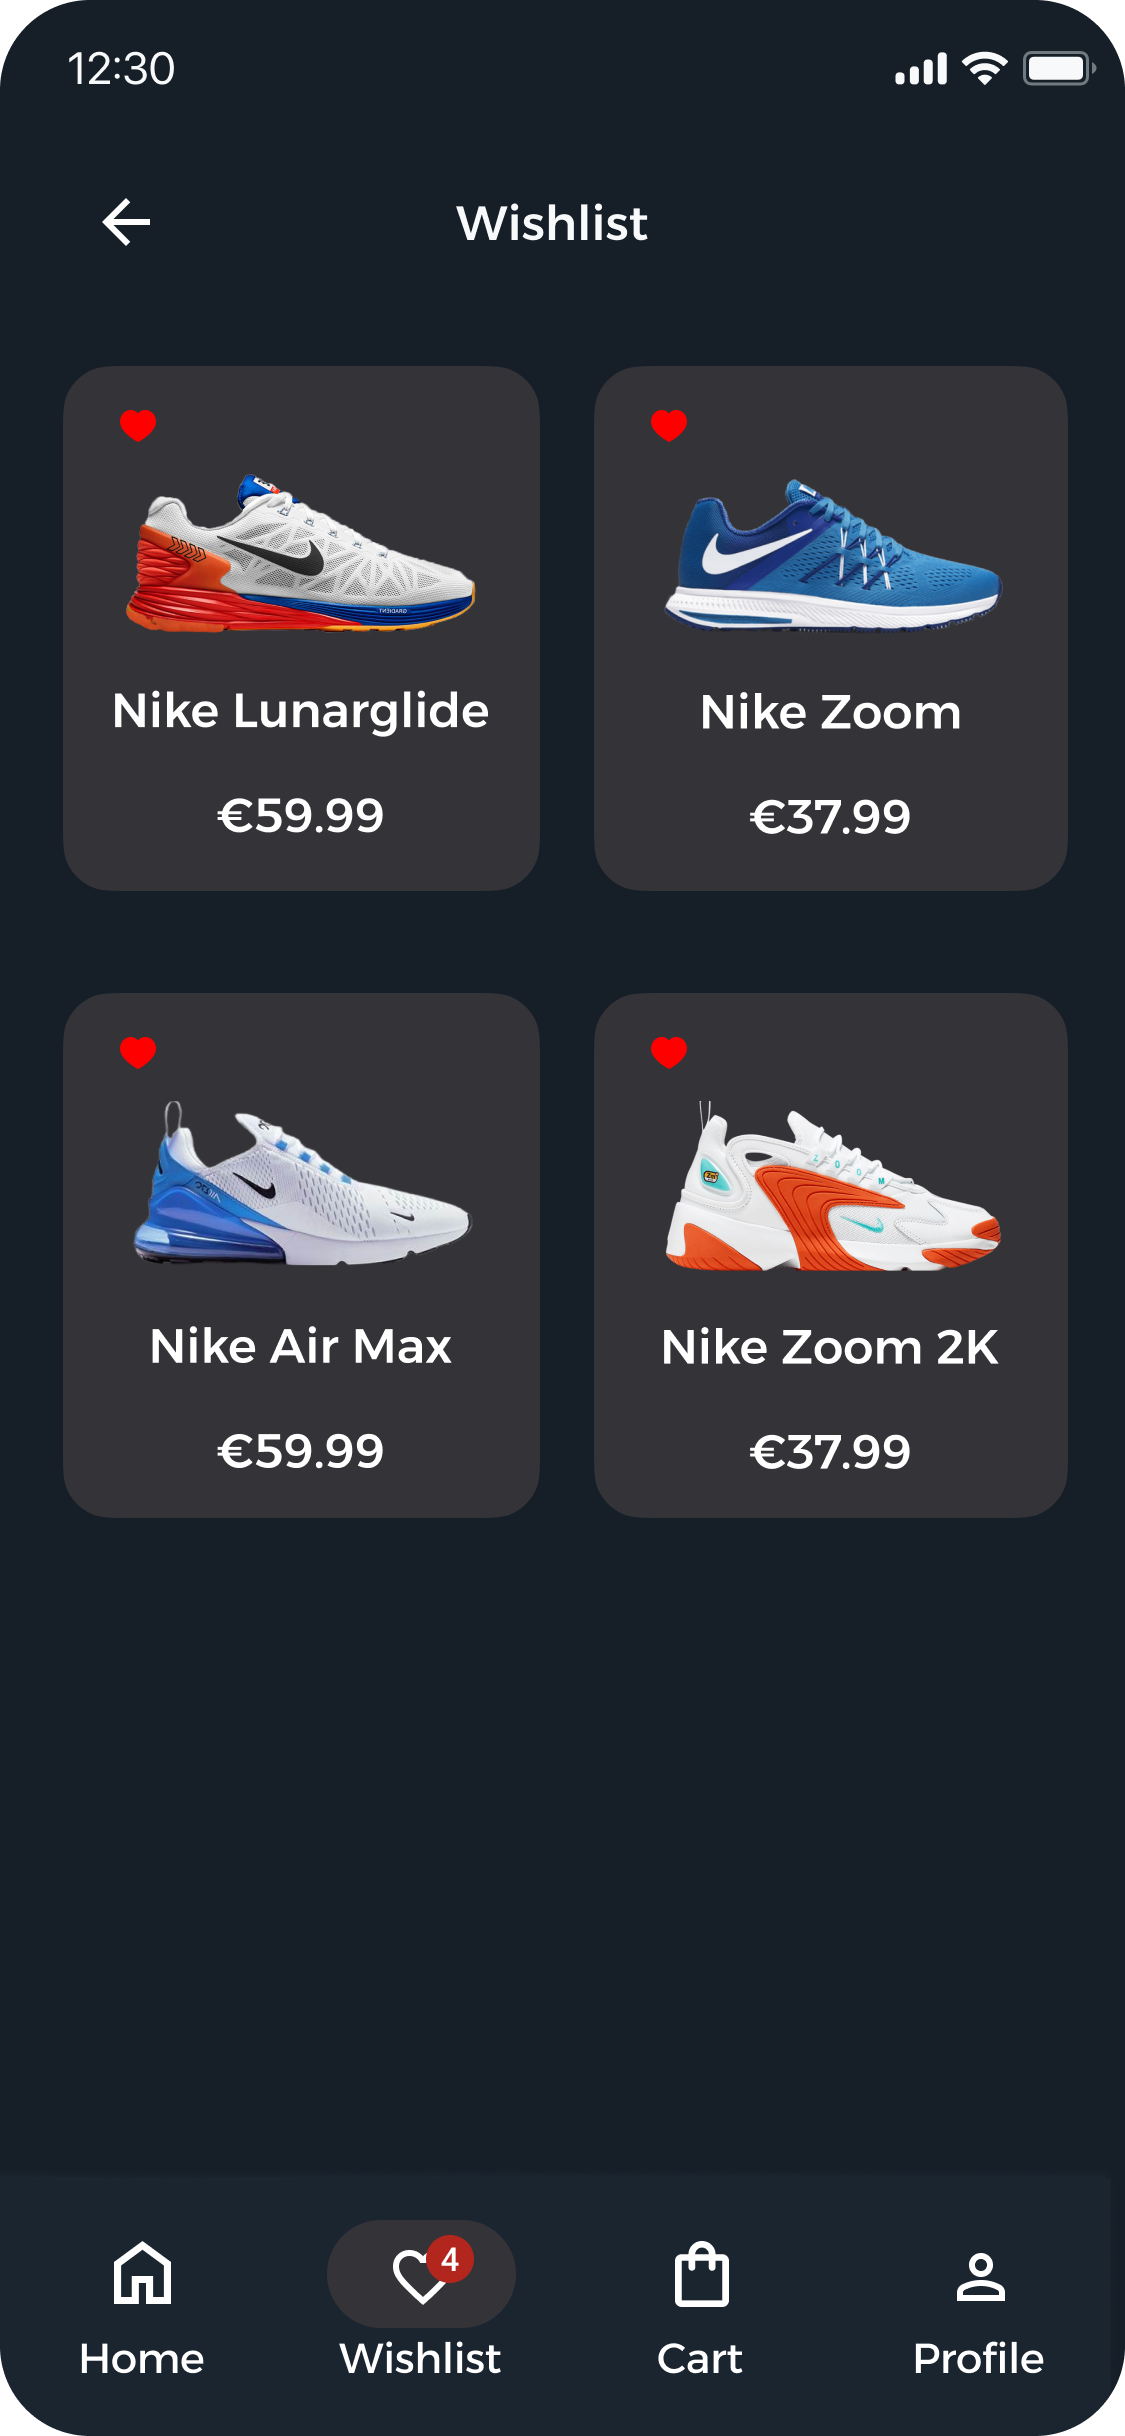 12:30
Wishlist
Nike Lunarglide
€59.99
Nike Zoom
€37.99
Nike Air Max
€59.99
Nike Zoom 2K
€37.99
4
Home
Wishlist
Cart
Profile